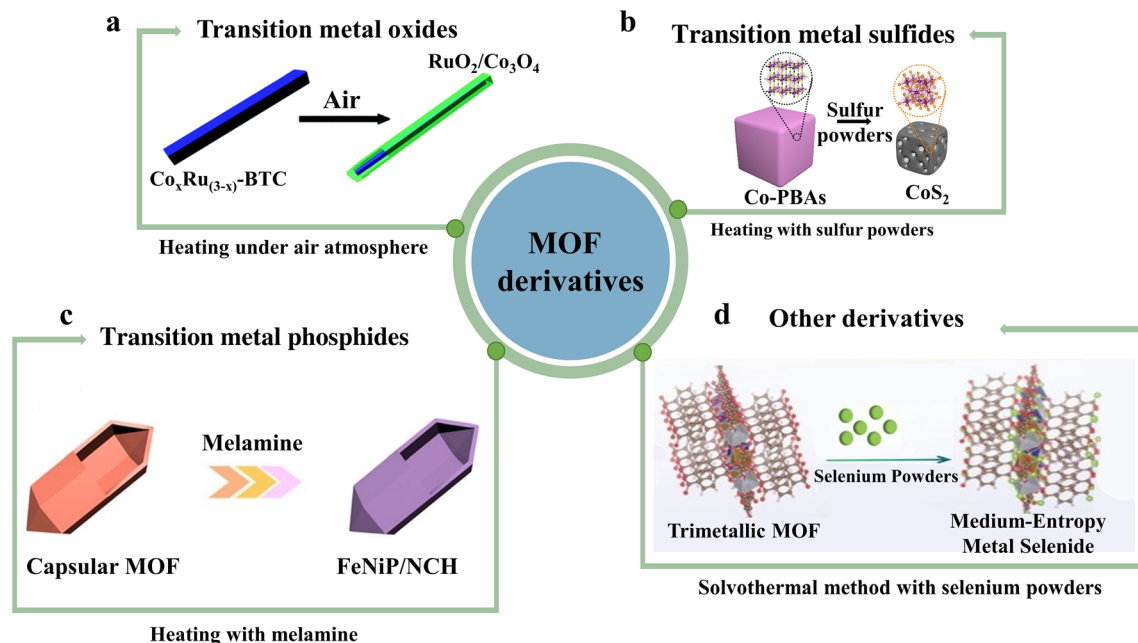 a
Transition metal oxides
RuO₂/Co₃O₄
Air
CoₓRu₍₃₋ₓ₎-BTC
Heating under air atmosphere
b
Transition metal sulfides
Sulfur
powders
Co-PBAs
CoS₂
Heating with sulfur powders
MOF
derivatives
c
Transition metal phosphides
Melamine
Capsular MOF
FeNiP/NCH
Heating with melamine
d
Other derivatives
Selenium Powders
Trimetallic MOF
Medium-Entropy
Metal Selenide
Solvothermal method with selenium powders